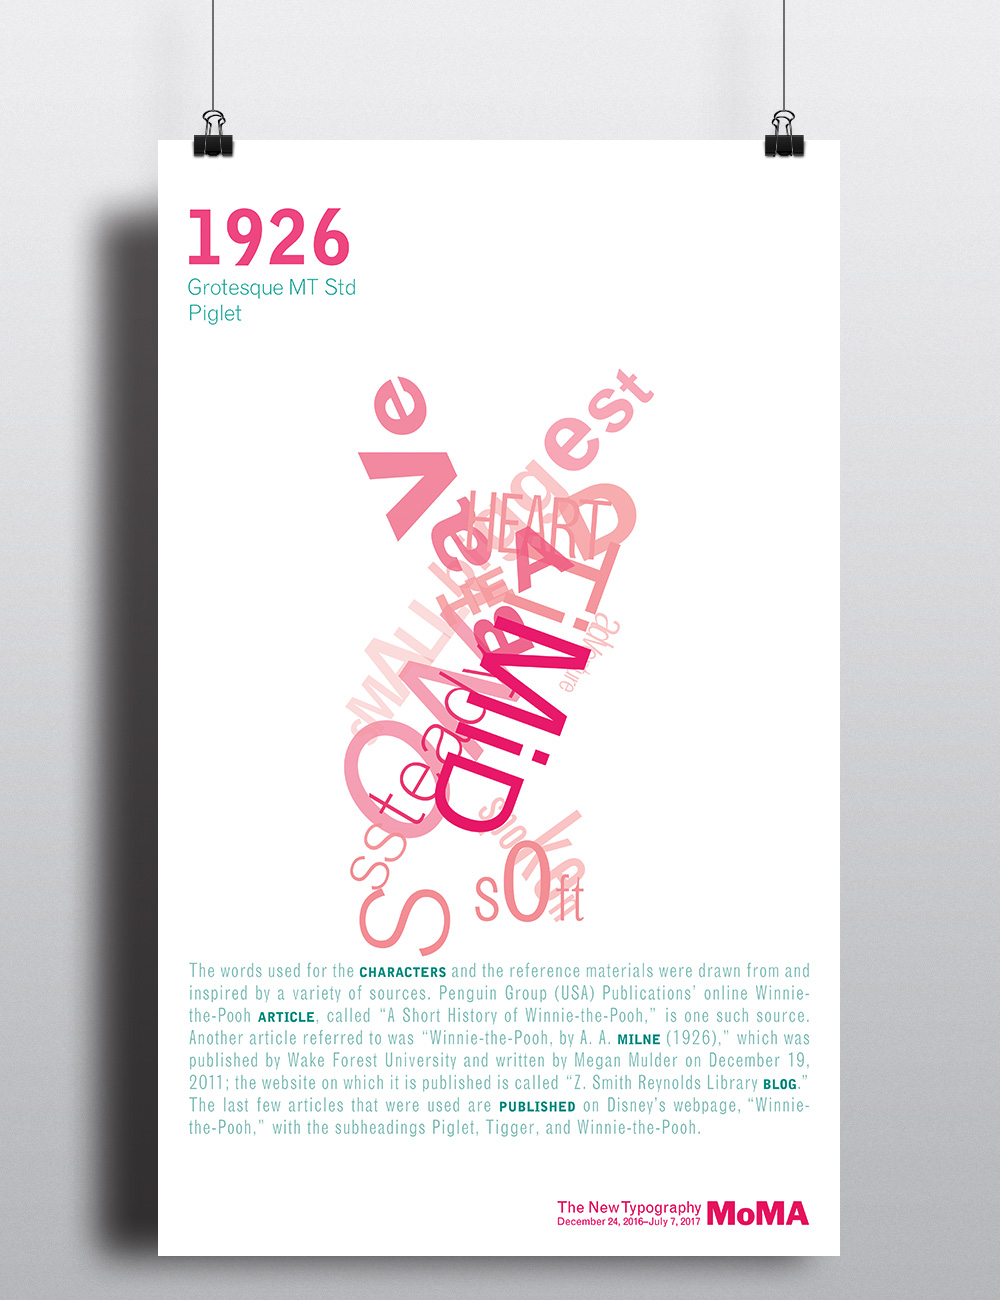 1926
Grotesque MT Std
Piglet
eve
biggest
HEART
A
HiD
THE
SMALL
adventure
MiD
steady
soft
The words used for the CHARACTERS and the reference materials were drawn from and
inspired by a variety of sources. Penguin Group (USA) Publications’ online Winnie-
the-Pooh ARTICLE, called “A Short History of Winnie-the-Pooh,” is one such source.
Another article referred to was “Winnie-the-Pooh, by A. A. MILNE (1926),” which was
published by Wake Forest University and written by Megan Mulder on December 19,
2011; the website on which it is published is called “Z. Smith Reynolds Library BLOG.”
The last few articles that were used are PUBLISHED on Disney’s webpage, “Winnie-
the-Pooh,” with the subheadings Piglet, Tigger, and Winnie-the-Pooh.
The New Typography
December 24, 2016–July 7, 2017 MoMA